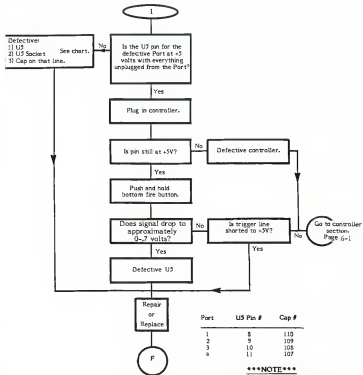 1
Defective:
1) U5
2) U5 Socket
3) Cap on that line.
See chart.
No
Is the U5 pin for the
defective Port at +5
volts with everything
unplugged from the Port?
Yes
Plug in controller.
Is pin still at +5V?
No
Defective controller.
Yes
Push and hold
bottom fire button.
Does signal drop to
approximately
0-.7 volts?
No
Is trigger line
shorted to +5V?
No
Go to controller
section.
Page 6-1
Yes
Yes
Defective U5
Repair
or
Replace
F
Port U5 Pin # Cap #
1 8 110
2 9 109
3 10 108
4 11 107
***NOTE***